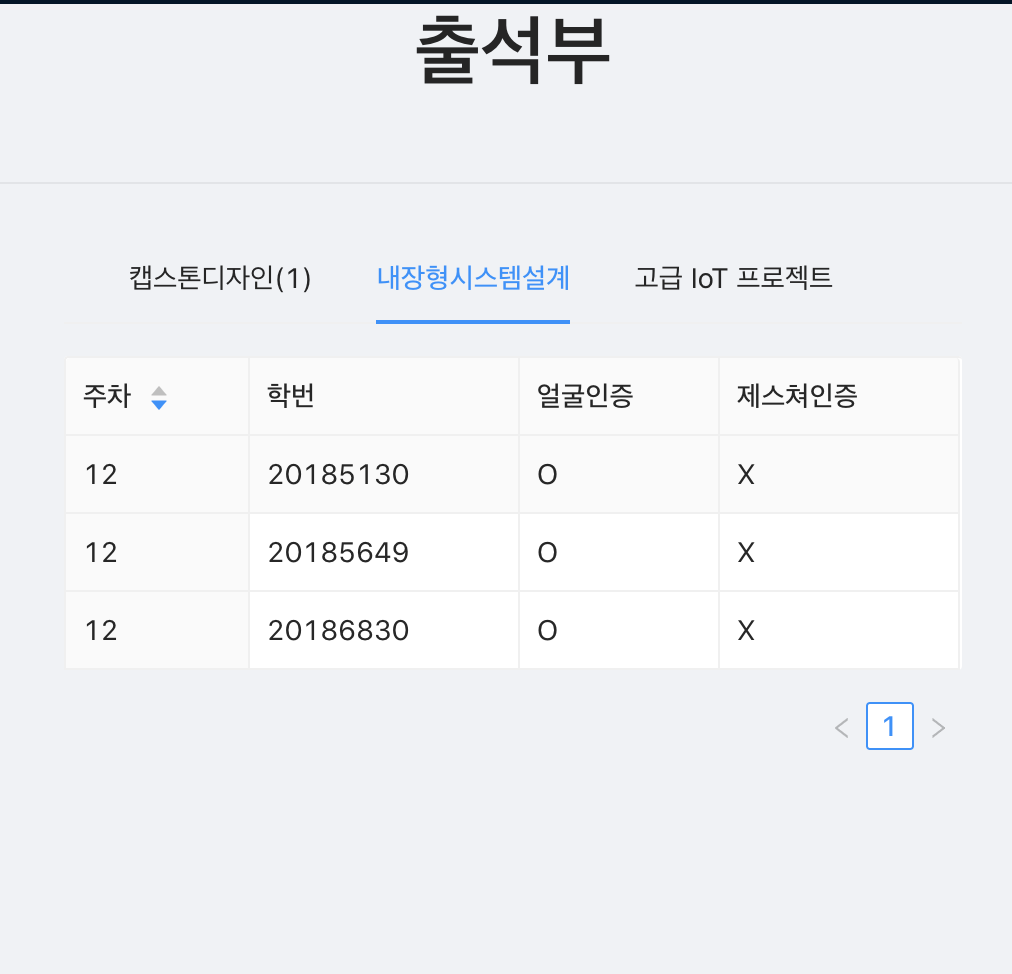 출석부
캡스톤디자인(1) 내장형시스템설계 고급 IoT 프로젝트
주차 학번 얼굴인증 제스쳐인증
12 20185130 O X
12 20185649 O X
12 20186830 O X
< 1 >